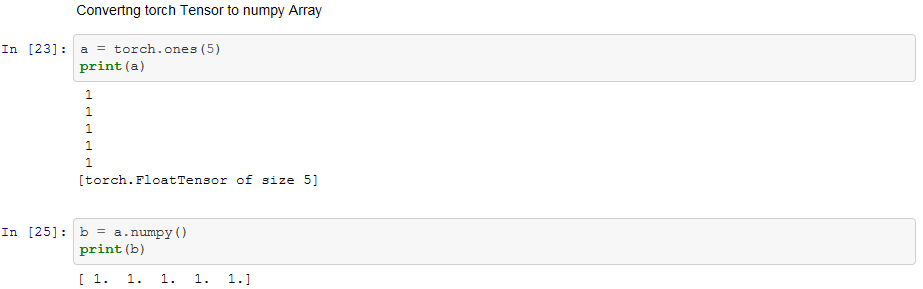 Convertng torch Tensor to numpy Array
In [23]: a = torch.ones(5)
print(a)
1
1
1
1
1
[torch.FloatTensor of size 5]
In [25]: b = a.numpy()
print(b)
[ 1.  1.  1.  1.  1.]